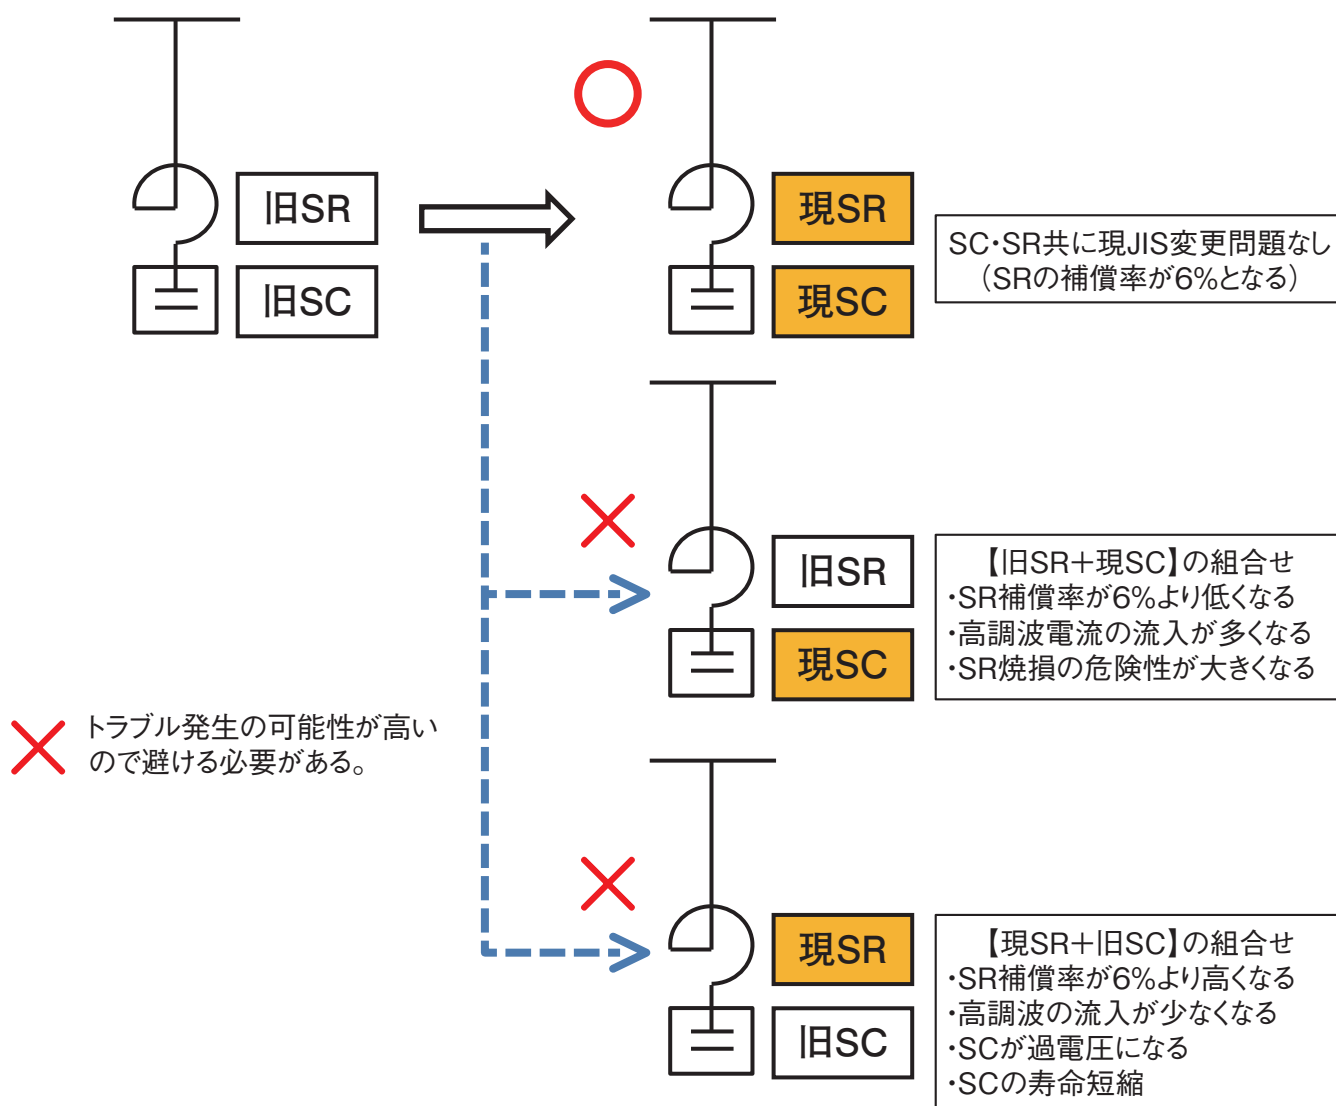 旧SR
旧SC
現SR
現SC
SC・SR共に現JIS変更問題なし
（SRの補償率が6%となる）
旧SR
現SC
【旧SR＋現SC】の組合せ
・SR補償率が6%より低くなる
・高調波電流の流入が多くなる
・SR焼損の危険性が大きくなる
トラブル発生の可能性が高い
ので避ける必要がある。
現SR
旧SC
【現SR＋旧SC】の組合せ
・SR補償率が6%より高くなる
・高調波の流入が少なくなる
・SCが過電圧になる
・SCの寿命短縮